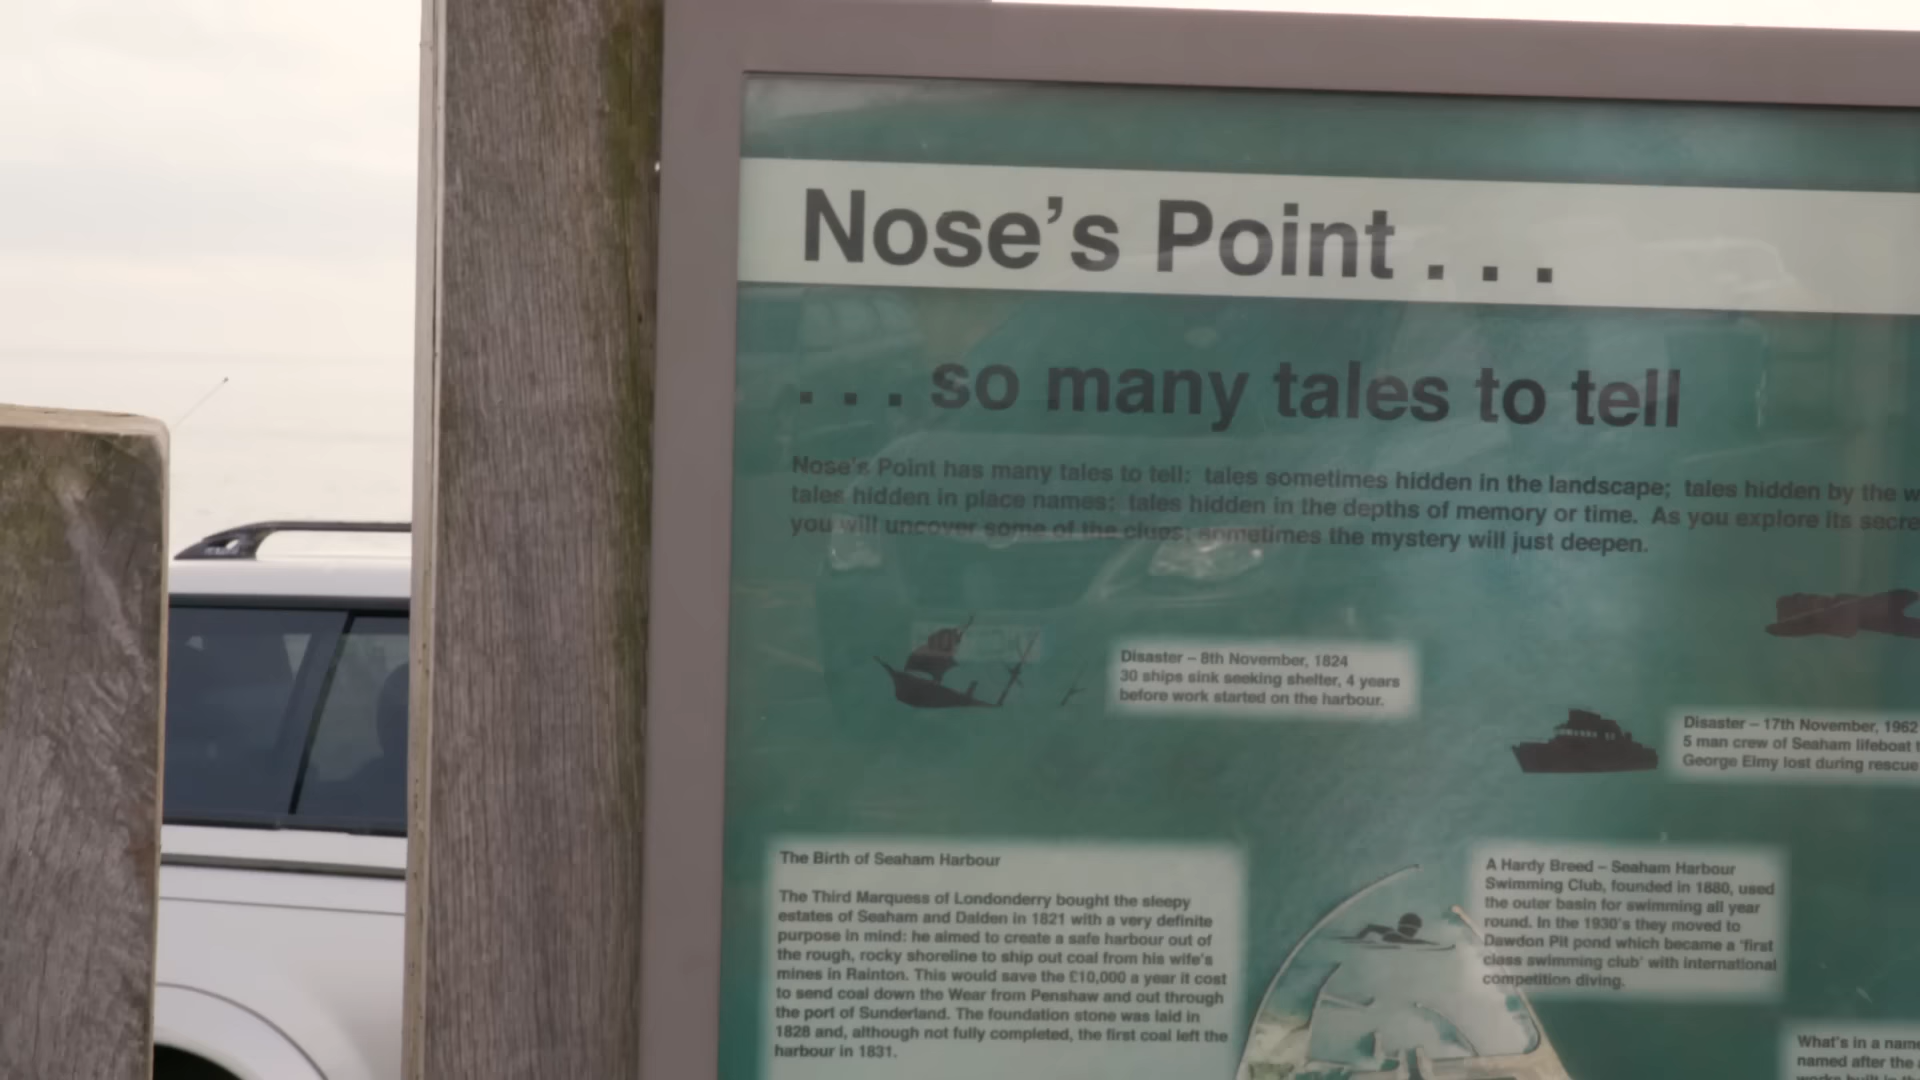 Nose's Point . . .
. . . so many tales to tell
Nose's Point has many tales to tell: tales sometimes hidden in the landscape; tales hidden by the
tales hidden in place names: tales hidden in the depths of memory or time. As you explore its
you will uncover some of the clues; sometimes the mystery will just deepen.
Disaster – 8th November, 1824
30 ships sink seeking shelter, 4 years
before work started on the harbour.
Disaster – 17th November, 1962
5 man crew of Seaham lifeboat
George Elmy lost during rescue
The Birth of Seaham Harbour
The Third Marquess of Londonderry bought the sleepy
estates of Seaham and Dalden in 1821 with a very definite
purpose in mind: he aimed to create a safe harbour out of
the rough, rocky shoreline to ship out coal from his wife's
mines in Rainton. This would save the £10,000 a year it cost
to send coal down the Wear from Penshaw and out through
the port of Sunderland. The foundation stone was laid in
1828 and, although not fully completed, the first coal left the
harbour in 1831.
A Hardy Breed – Seaham Harbour
Swimming Club, founded in 1880, used
the outer basin for swimming all year
round. In the 1930's they moved to
Dawdon Pit pond which became a 'first
class swimming club' with international
competition diving.
What's in a name
named after the